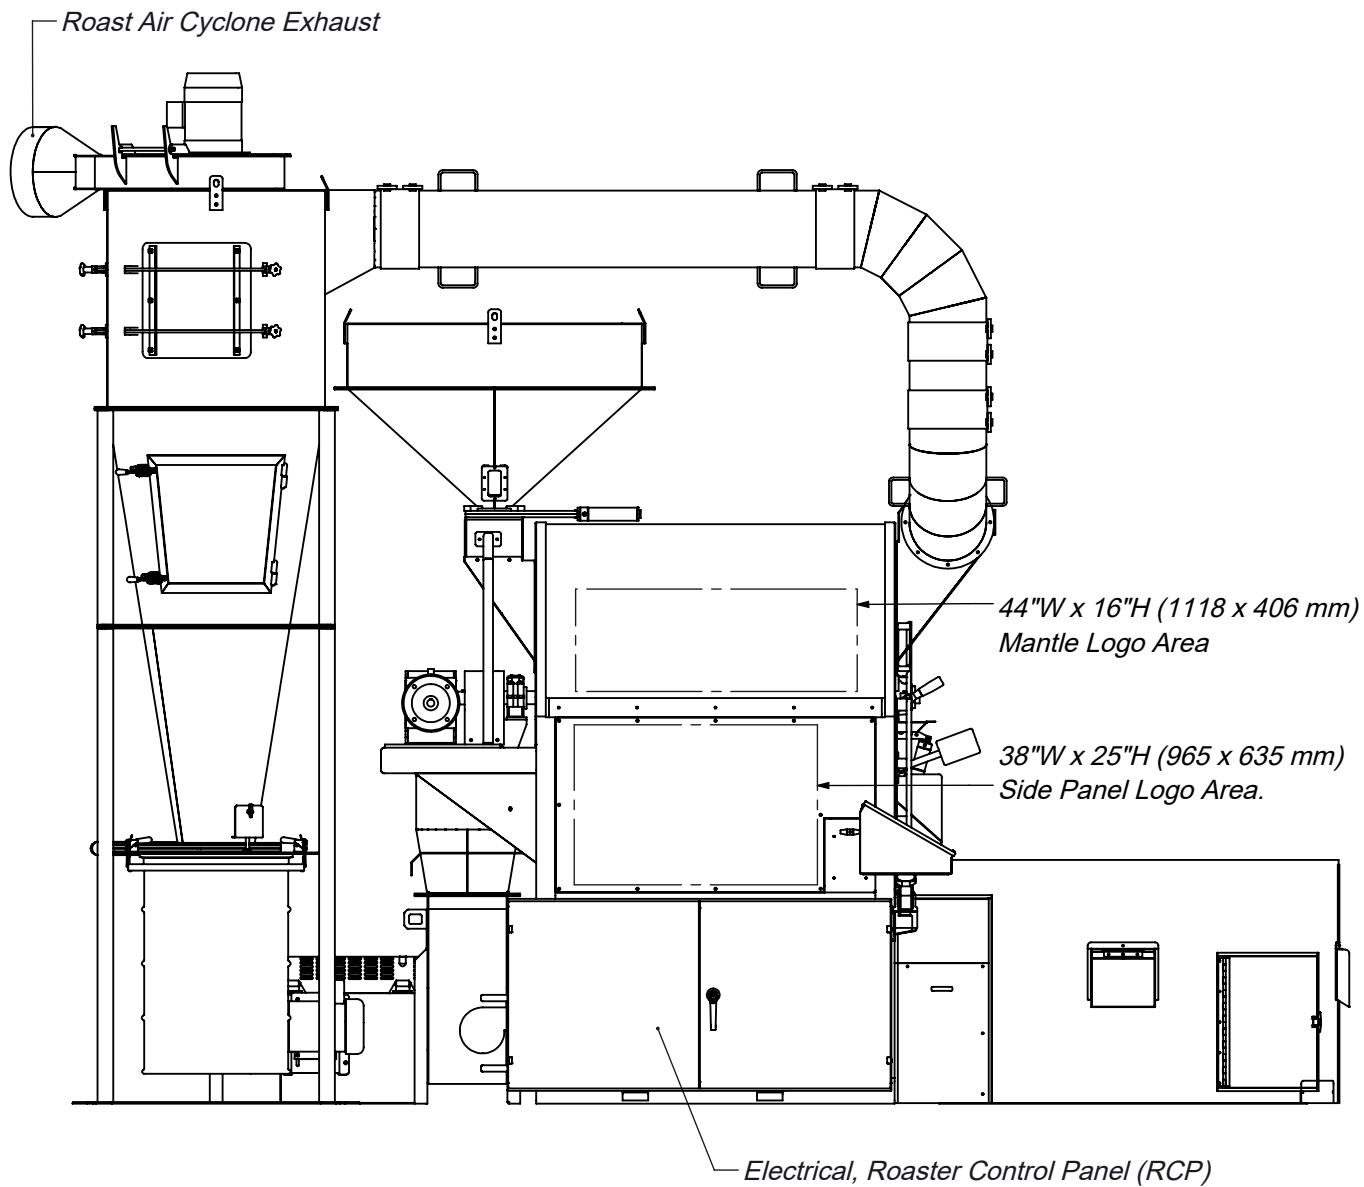 Roast Air Cyclone Exhaust
44"W x 16"H (1118 x 406 mm)
Mantle Logo Area
38"W x 25"H (965 x 635 mm)
Side Panel Logo Area.
Electrical, Roaster Control Panel (RCP)